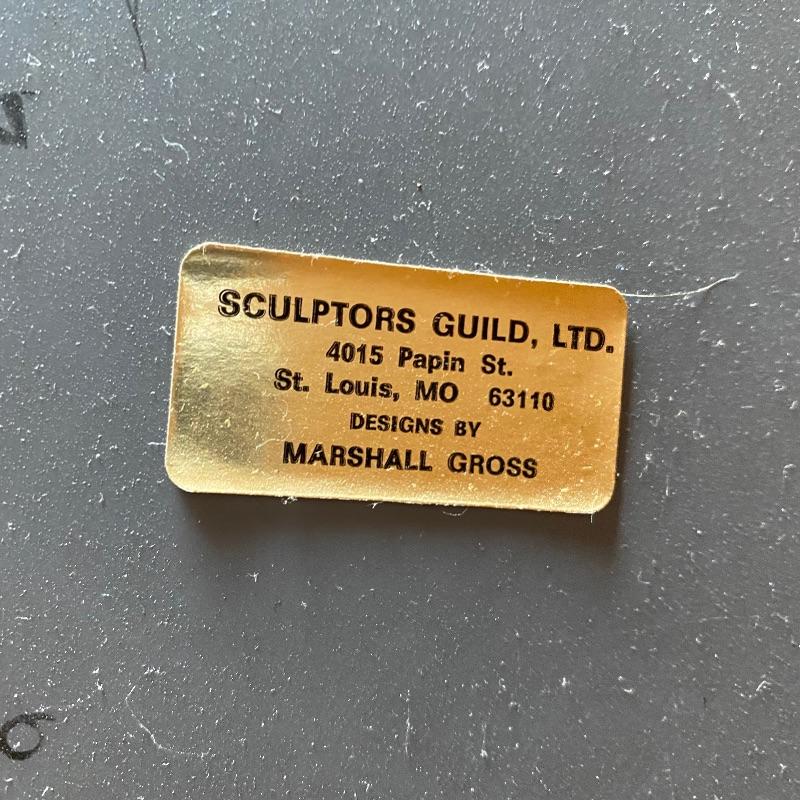 SCULPTORS GUILD, LTD.
4015 Papin St.
St. Louis, MO 63110
DESIGNS BY
MARSHALL GROSS